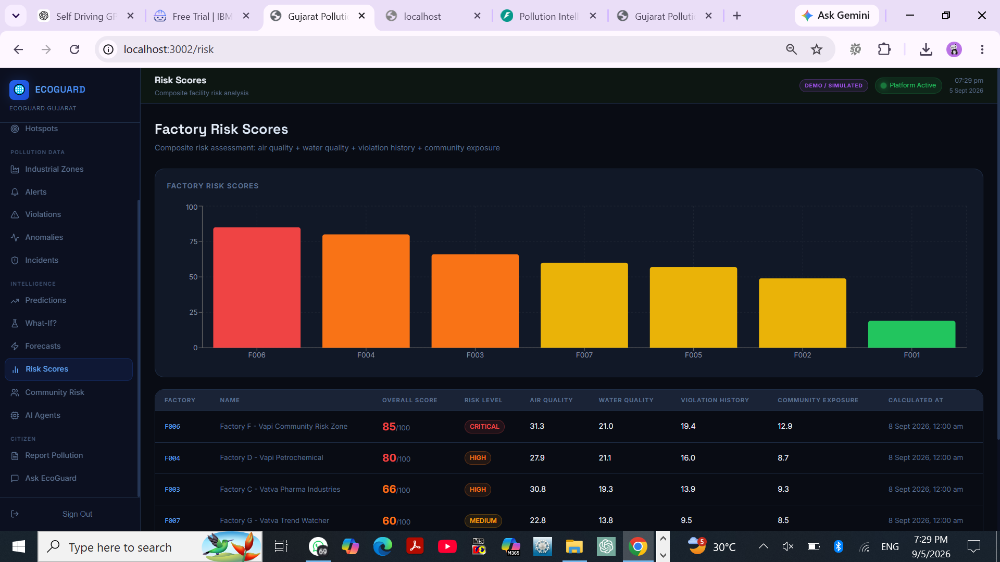 Self Driving GP
Free Trial | IBM
Gujarat Polluti
localhost
Pollution Intell
Gujarat Polluti
Ask Gemini
localhost:3002/risk
ECOGUARD
ECOGUARD GUJARAT
Hotspots
POLLUTION DATA
Industrial Zones
Alerts
Violations
Anomalies
Incidents
INTELLIGENCE
Predictions
What-If?
Forecasts
Risk Scores
Community Risk
AI Agents
CITIZEN
Report Pollution
Ask EcoGuard
Sign Out
Risk Scores
Composite facility risk analysis
DEMO / SIMULATED
Platform Active
07:29 pm
5 Sept 2026
Factory Risk Scores
Composite risk assessment: air quality + water quality + violation history + community exposure
FACTORY RISK SCORES
100
75
50
25
0
F006 F004 F003 F007 F005 F002 F001
FACTORY NAME OVERALL SCORE RISK LEVEL AIR QUALITY WATER QUALITY VIOLATION HISTORY COMMUNITY EXPOSURE CALCULATED AT
F006 Factory F - Vapi Community Risk Zone 85/100 CRITICAL 31.3 21.0 19.4 12.9 8 Sept 2026, 12:00 am
F004 Factory D - Vapi Petrochemical 80/100 HIGH 27.9 21.1 16.0 8.7 8 Sept 2026, 12:00 am
F003 Factory C - Vatva Pharma Industries 66/100 HIGH 30.8 19.3 13.9 9.3 8 Sept 2026, 12:00 am
F007 Factory G - Vatva Trend Watcher 60/100 MEDIUM 22.8 13.8 9.5 8.5 8 Sept 2026, 12:00 am
Type here to search
69
MS
M365
5
30°C
ENG
7:29 PM
9/5/2026